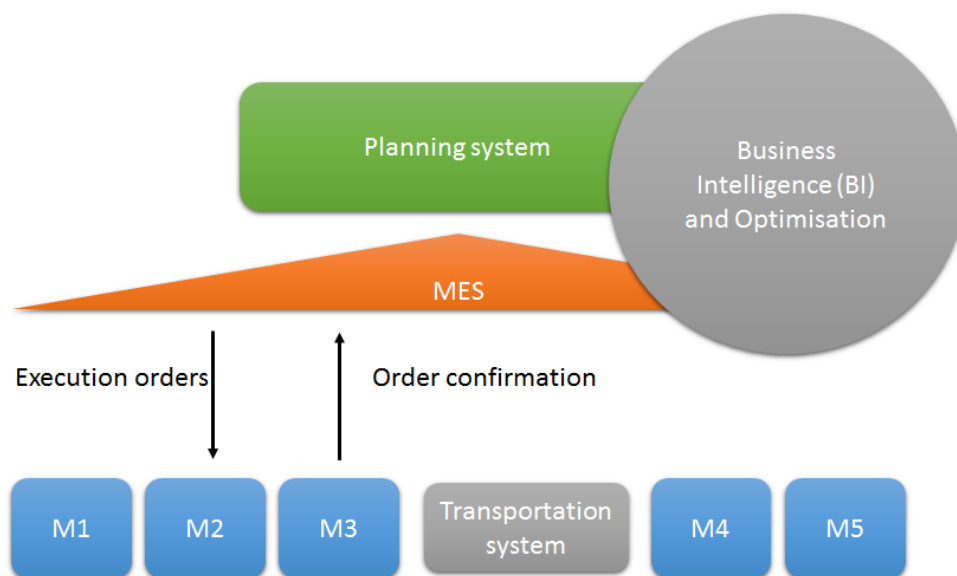 Planning system
Business
Intelligence (BI)
and Optimisation
MES
Execution orders
Order confirmation
M1
M2
M3
Transportation
system
M4
M5